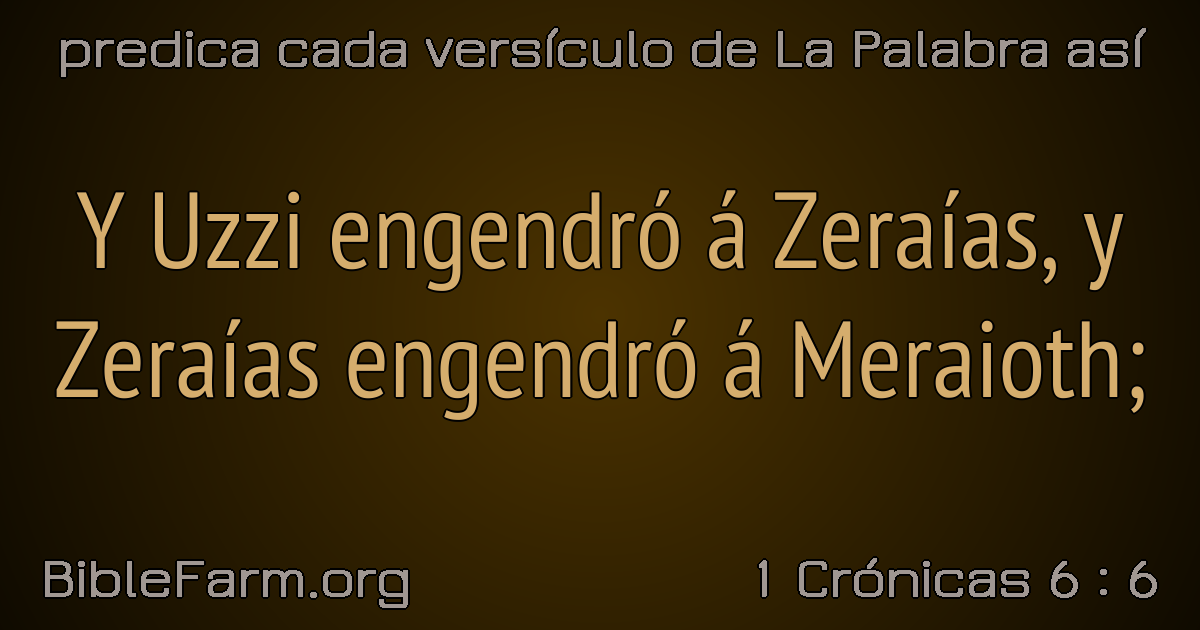 predica cada versículo de La Palabra así
Y Uzzi engendró á Zeraías, y
Zeraías engendró á Meraioth;
BibleFarm.org
1 Crónicas 6 : 6